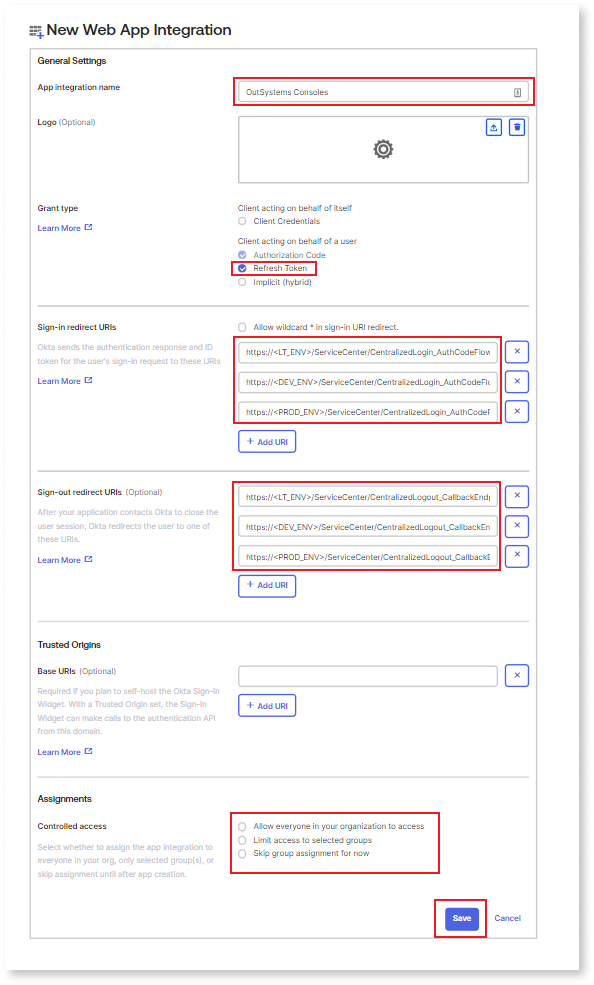 New Web App Integration
General Settings
App integration name
OutSystems Consoles
Logo (Optional)
Grant type
Learn More
Client acting on behalf of itself
Client Credentials
Client acting on behalf of a user
Authorization Code
Refresh Token
Implicit (hybrid)
Sign-in redirect URIs
Okta sends the authentication response and ID
token for the user's sign-in request to these URIs
Learn More
Allow wildcard * in sign-in URI redirect.
https://<LT_ENV>/ServiceCenter/CentralizedLogin_AuthCodeFlow
https://<DEV_ENV>/ServiceCenter/CentralizedLogin_AuthCodeFlo
https://<PROD_ENV>/ServiceCenter/CentralizedLogin_AuthCodeF
+ Add URI
Sign-out redirect URIs (Optional)
After your application contacts Okta to close the
user session, Okta redirects the user to one of
these URIs.
Learn More
https://<LT_ENV>/ServiceCenter/CentralizedLogout_CallbackEndp
https://<DEV_ENV>/ServiceCenter/CentralizedLogout_CallbackEn
https://<PROD_ENV>/ServiceCenter/CentralizedLogout_CallbackE
+ Add URI
Trusted Origins
Base URIs (Optional)
Required if you plan to self-host the Okta Sign-In
Widget. With a Trusted Origin set, the Sign-In
Widget can make calls to the authentication API
from this domain.
Learn More
+ Add URI
Assignments
Controlled access
Select whether to assign the app integration to
everyone in your org, only selected group(s), or
skip assignment until after app creation.
Allow everyone in your organization to access
Limit access to selected groups
Skip group assignment for now
Save
Cancel